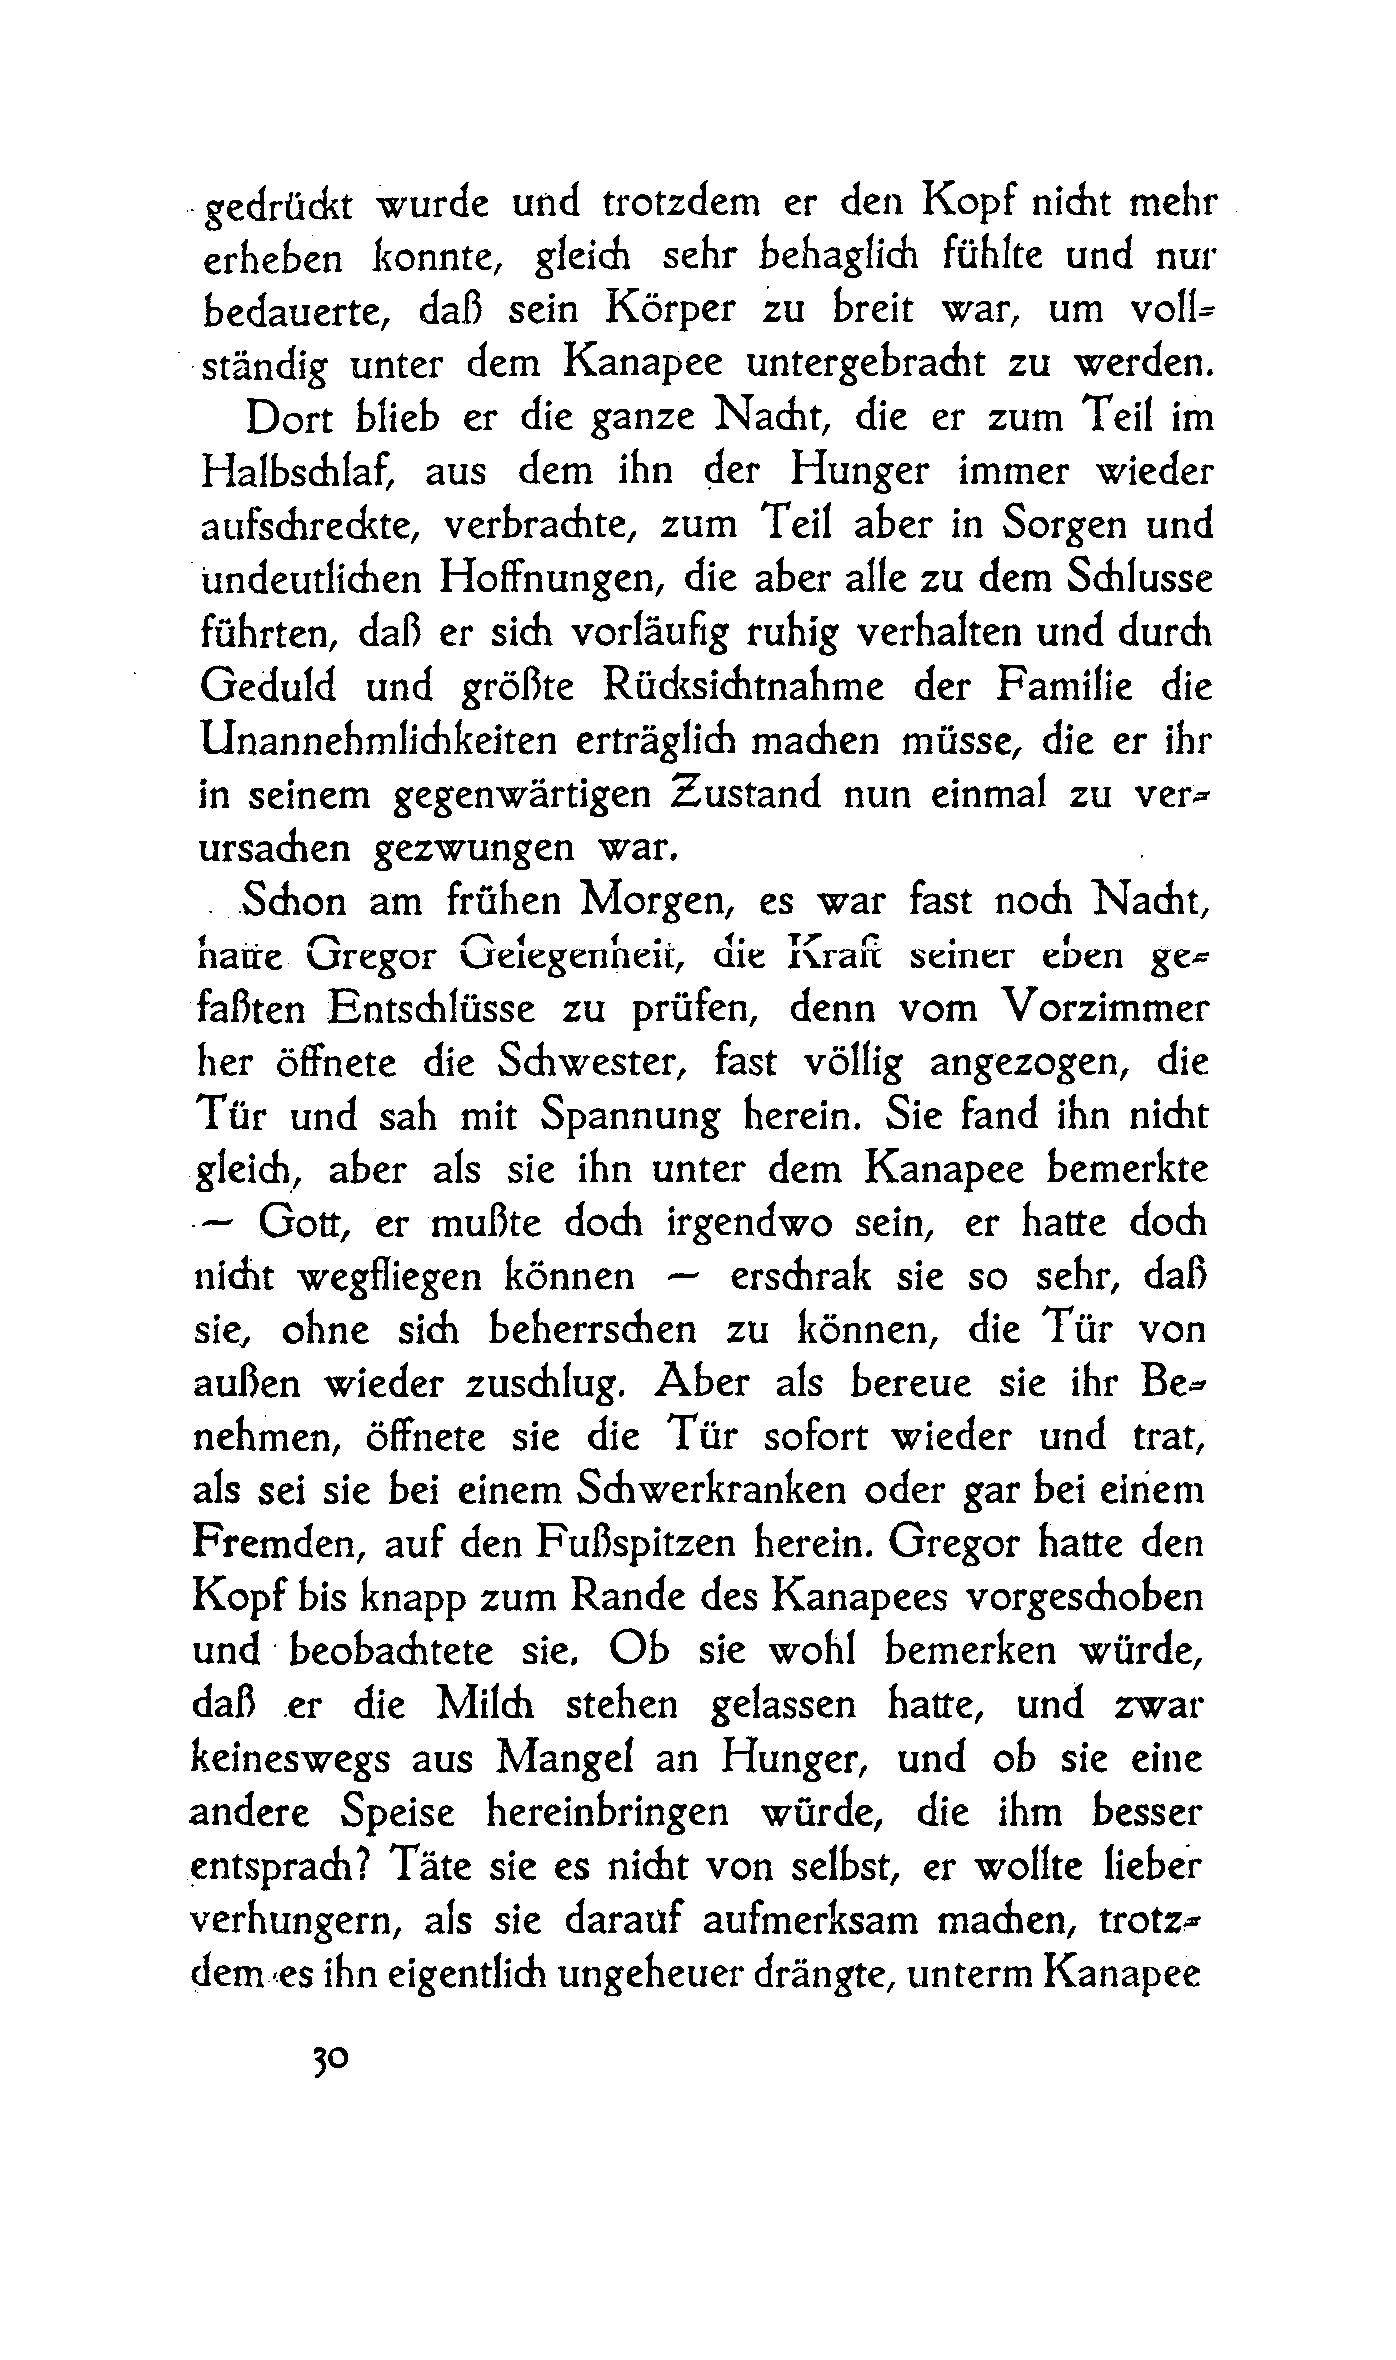 gedrückt wurde und trotzdem er den Kopf nicht mehr
erheben konnte, gleich sehr behaglich fühlte und nur
bedauerte, daß sein Körper zu breit war, um voll-
ständig unter dem Kanapee untergebracht zu werden.
Dort blieb er die ganze Nacht, die er zum Teil im
Halbschlaf, aus dem ihn der Hunger immer wieder
aufschreckte, verbrachte, zum Teil aber in Sorgen und
undeutlichen Hoffnungen, die aber alle zu dem Schlusse
führten, daß er sich vorläufig ruhig verhalten und durch
Geduld und größte Rücksichtnahme der Familie die
Unannehmlichkeiten erträglich machen müsse, die er ihr
in seinem gegenwärtigen Zustand nun einmal zu ver-
ursachen gezwungen war.
Schon am frühen Morgen, es war fast noch Nacht,
hatte Gregor Gelegenheit, die Kraft seiner eben ge-
faßten Entschlüsse zu prüfen, denn vom Vorzimmer
her öffnete die Schwester, fast völlig angezogen, die
Tür und sah mit Spannung herein. Sie fand ihn nicht
gleich, aber als sie ihn unter dem Kanapee bemerkte
— Gott, er mußte doch irgendwo sein, er hatte doch
nicht wegfliegen können — erschrak sie so sehr, daß
sie, ohne sich beherrschen zu können, die Tür von
außen wieder zuschlug. Aber als bereue sie ihr Be-
nehmen, öffnete sie die Tür sofort wieder und trat,
als sei sie bei einem Schwerkranken oder gar bei einem
Fremden, auf den Fußspitzen herein. Gregor hatte den
Kopf bis knapp zum Rande des Kanapees vorgeschoben
und beobachtete sie. Ob sie wohl bemerken würde,
daß er die Milch stehen gelassen hatte, und zwar
keineswegs aus Mangel an Hunger, und ob sie eine
andere Speise hereinbringen würde, die ihm besser
entsprach? Täte sie es nicht von selbst, er wollte lieber
verhungern, als sie darauf aufmerksam machen, trotz-
dem es ihn eigentlich ungeheuer drängte, unterm Kanapee
30